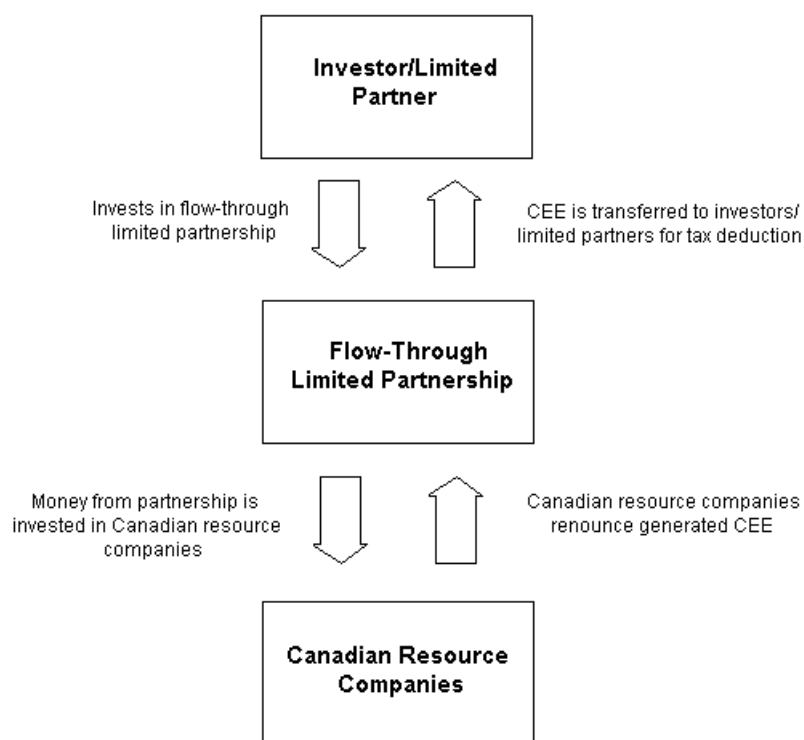 Investor/Limited
Partner
Invests in flow-through
limited partnership
CEE is transferred to investors/
limited partners for tax deduction
Flow-Through
Limited Partnership
Money from partnership is
invested in Canadian resource
companies
Canadian resource companies
renounce generated CEE
Canadian Resource
Companies